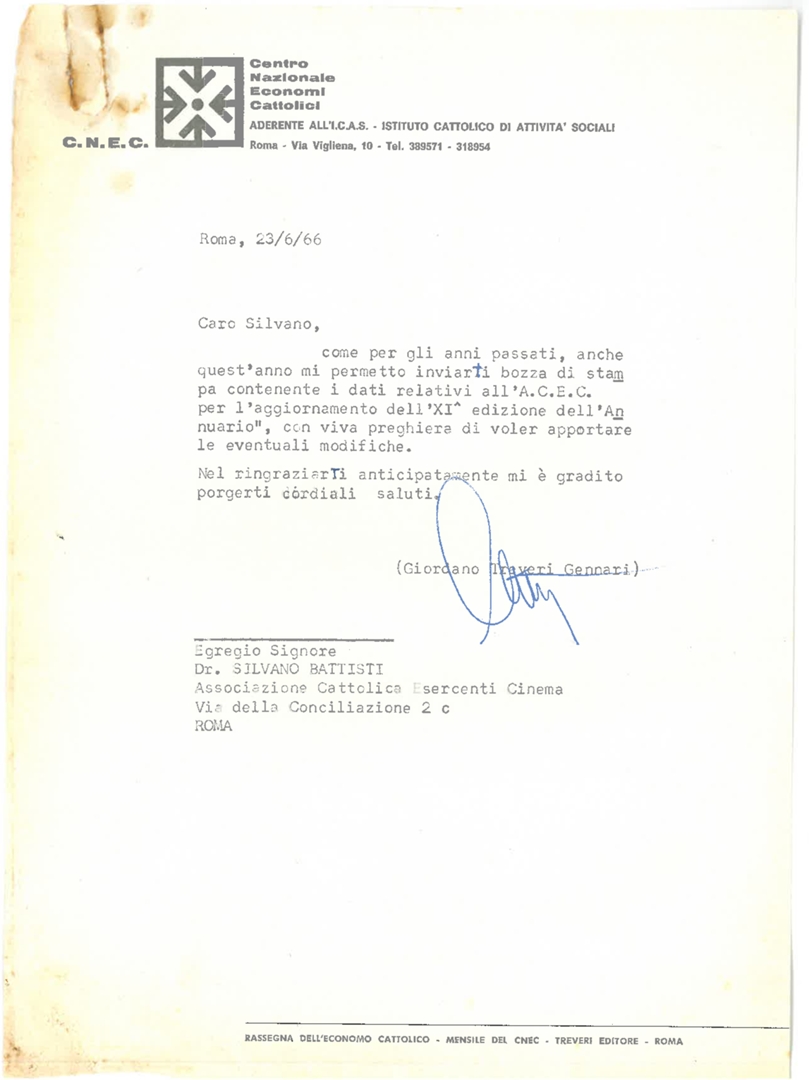 Centro
Nazionale
Economi
Cattolici
C.N.E.C.
ADERENTE ALL'I.C.A.S. - ISTITUTO CATTOLICO DI ATTIVITA' SOCIALI
Roma - Via Vigliena, 10 - Tel. 389571 - 318954
Roma, 23/6/66
Caro Silvano,
come per gli anni passati, anche
quest'anno mi permetto inviarti bozza di stam
pa contenente i dati relativi all'A.C.E.C.
per l'aggiornamento dell'XI^ edizione dell'An
nuario", con viva preghiera di voler apportare
le eventuali modifiche.
Nel ringraziarTi anticipatamente mi è gradito
porgerti cordiali saluti.
(Giordano Treveri Gennari)
Egregio Signore
Dr. SILVANO BATTISTI
Associazione Cattolica Esercenti Cinema
Via della Conciliazione 2 c
ROMA
RASSEGNA DELL'ECONOMO CATTOLICO - MENSILE DEL CNEC - TREVERI EDITORE - ROMA